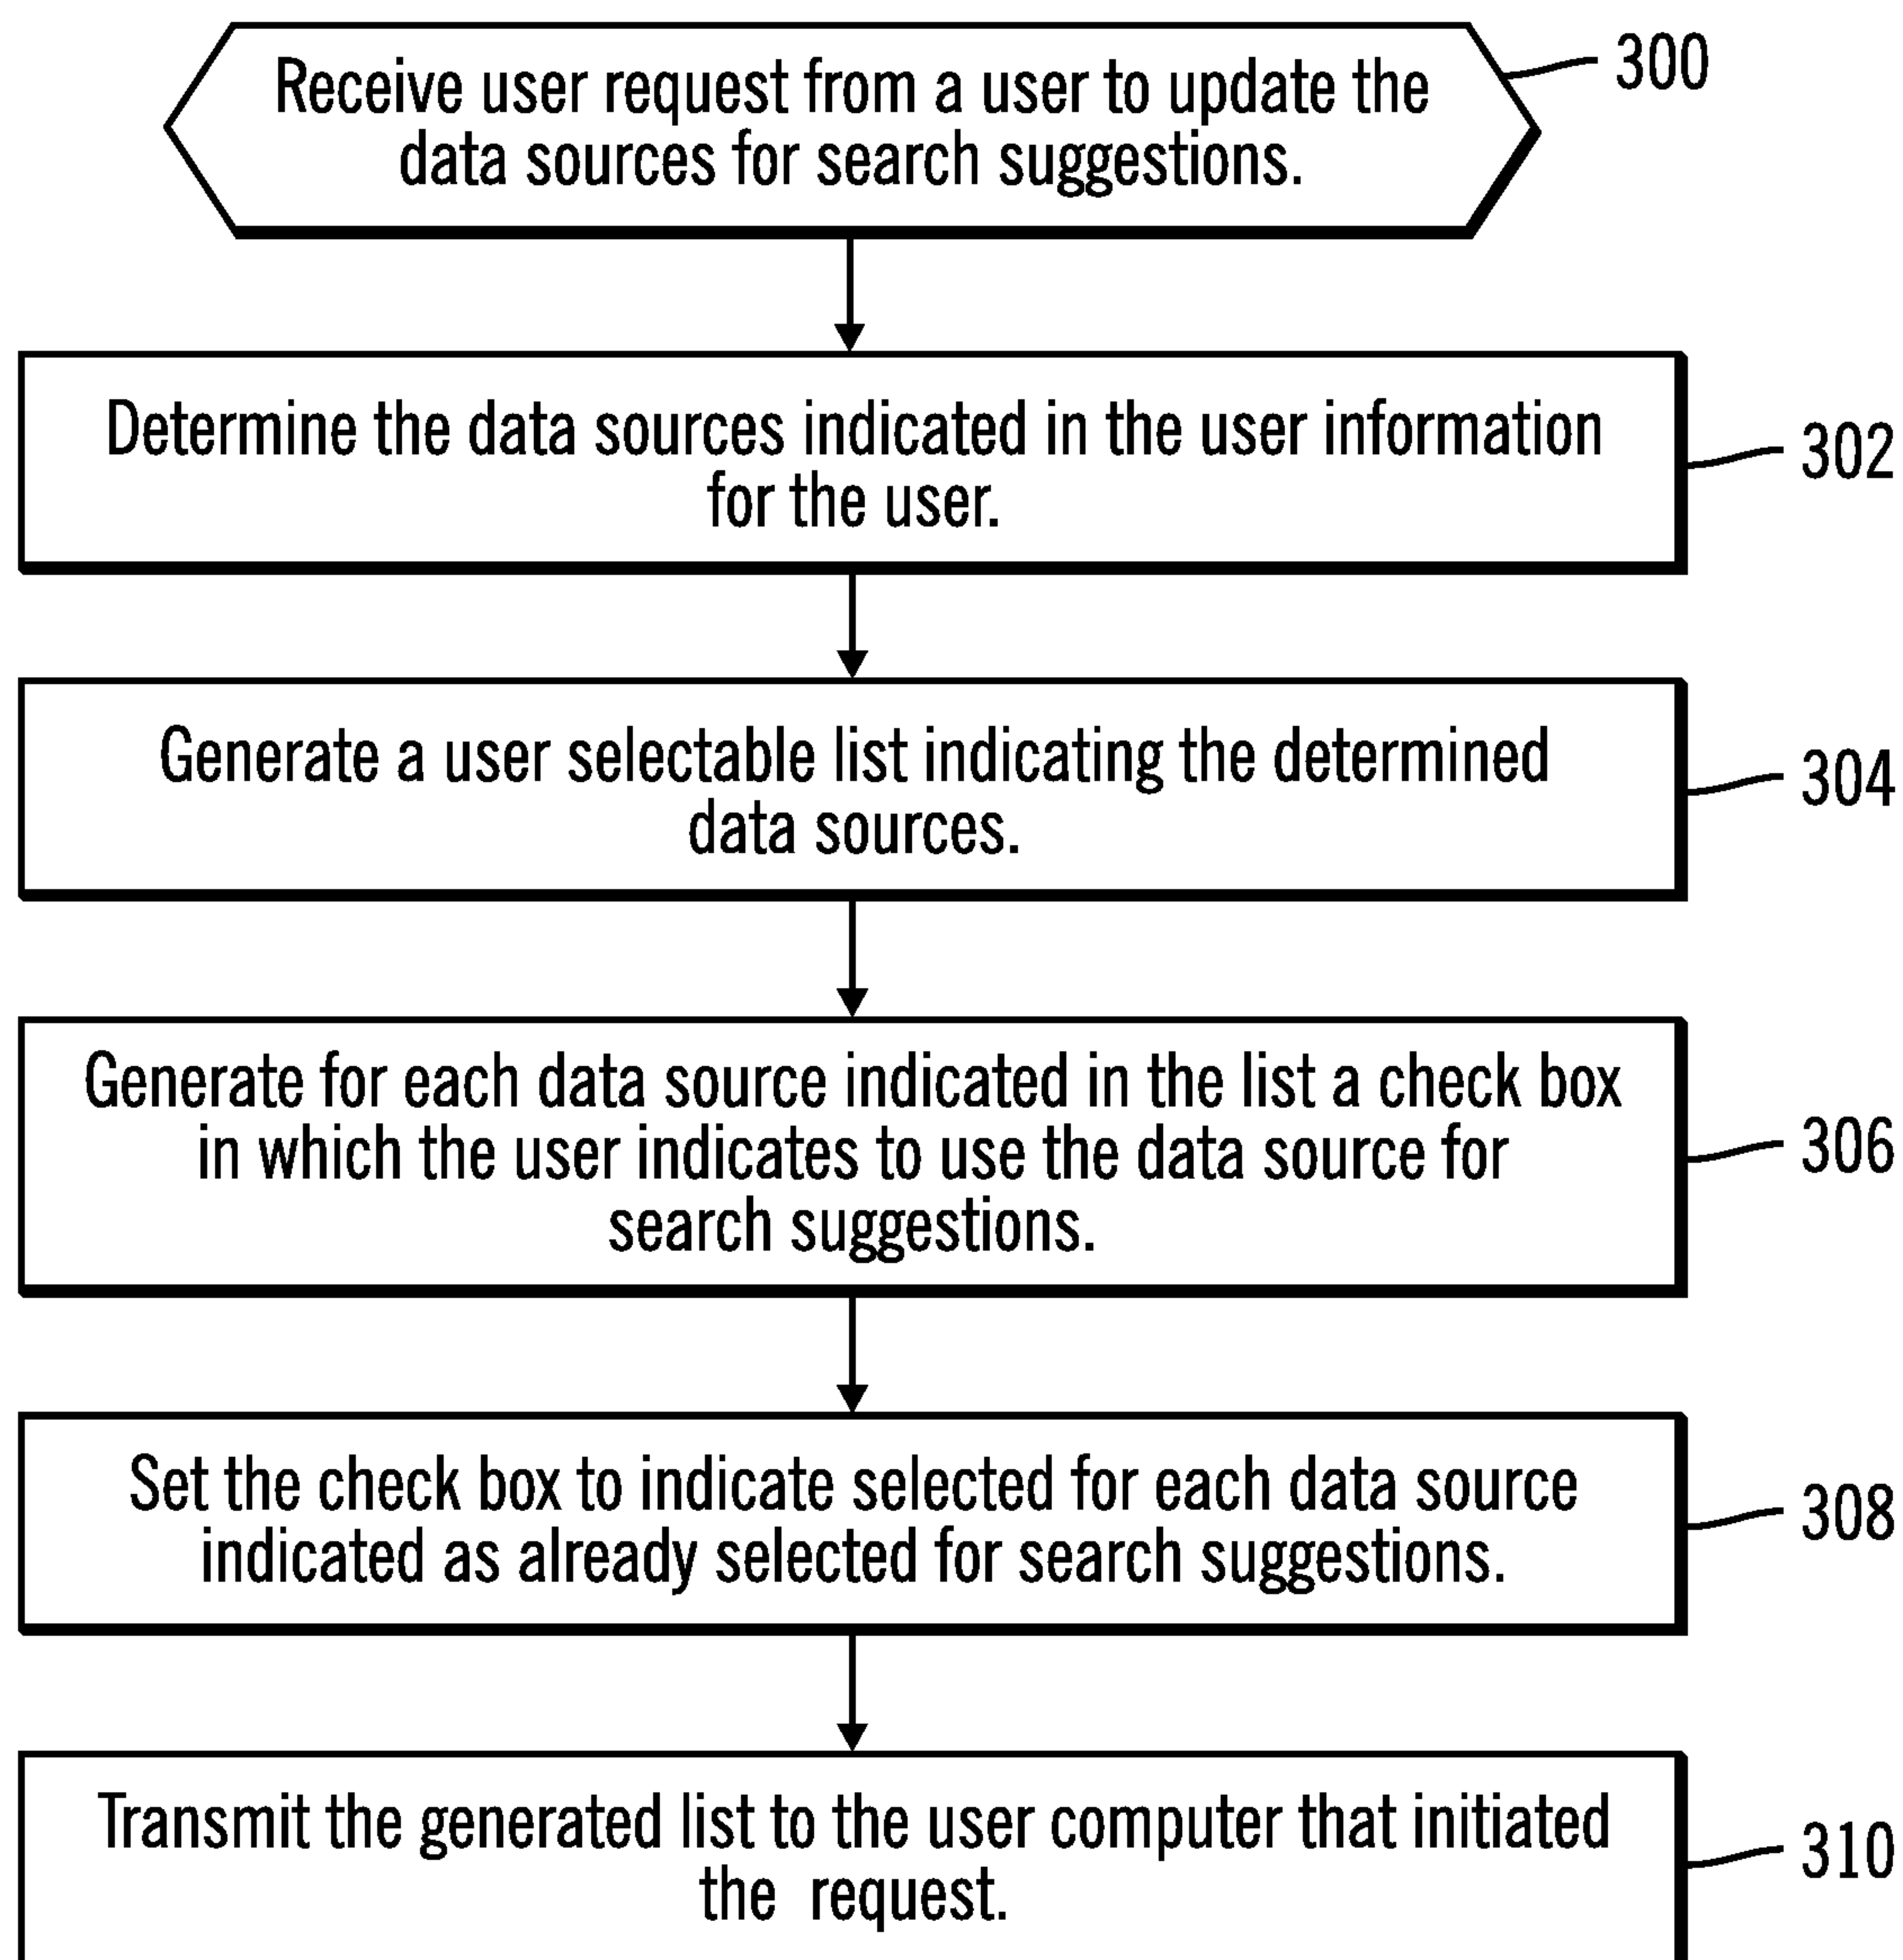 Receive user request from a user to update the
data sources for search suggestions.
300
Determine the data sources indicated in the user information
for the user.
302
Generate a user selectable list indicating the determined
data sources.
304
Generate for each data source indicated in the list a check box
in which the user indicates to use the data source for
search suggestions.
306
Set the check box to indicate selected for each data source
indicated as already selected for search suggestions.
308
Transmit the generated list to the user computer that initiated
the request.
310